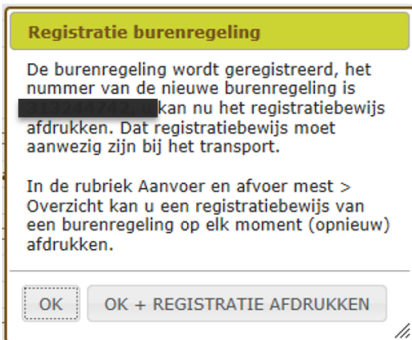 Registratie burenregeling
De burenregeling wordt geregistreerd, het
nummer van de nieuwe burenregeling is
kan nu het registratiebewijs
afdrukken. Dat registratiebewijs moet
aanwezig zijn bij het transport.
In de rubriek Aanvoer en afvoer mest >
Overzicht kan u een registratiebewijs van
een burenregeling op elk moment (opnieuw)
afdrukken.
OK
OK + REGISTRATIE AFDRUKKEN